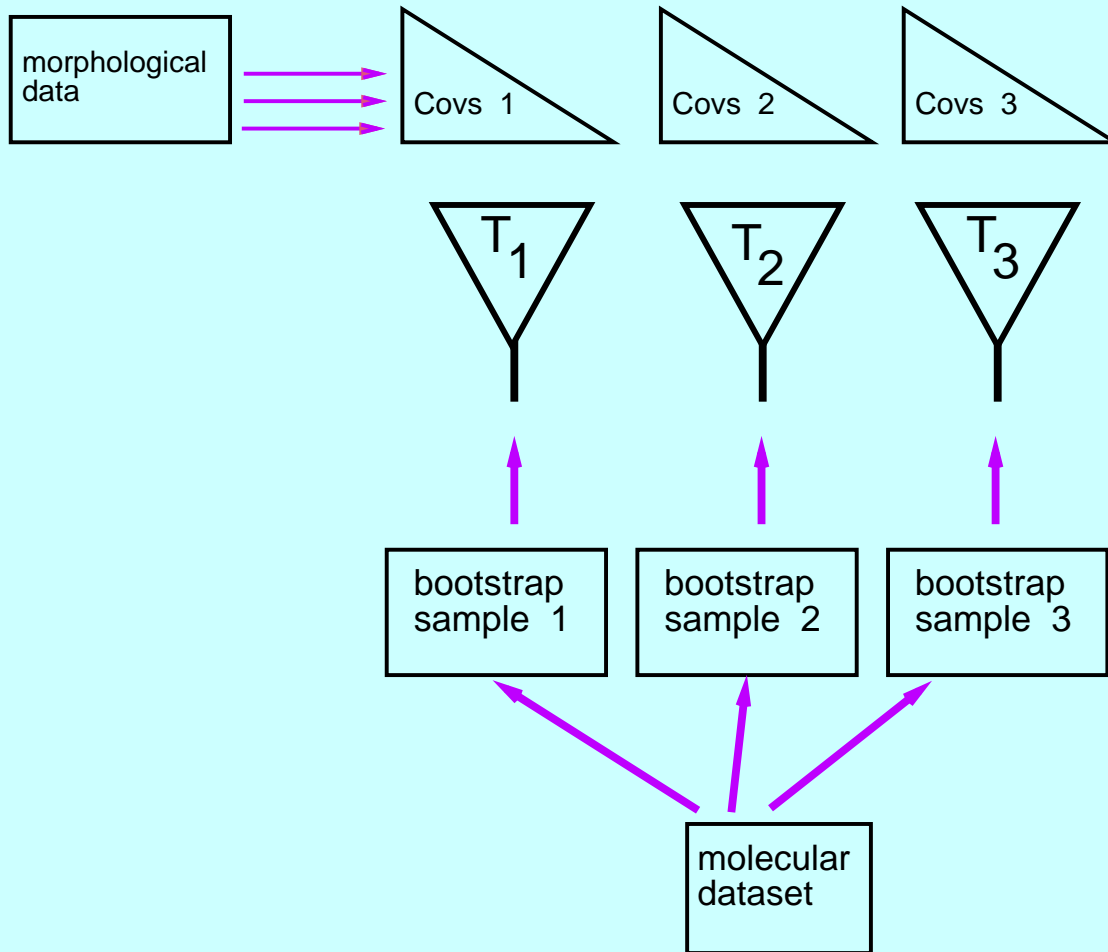 morphological
data
Covs 1
Covs 2
Covs 3
T1
T2
T3
bootstrap
sample 1
bootstrap
sample 2
bootstrap
sample 3
molecular
dataset